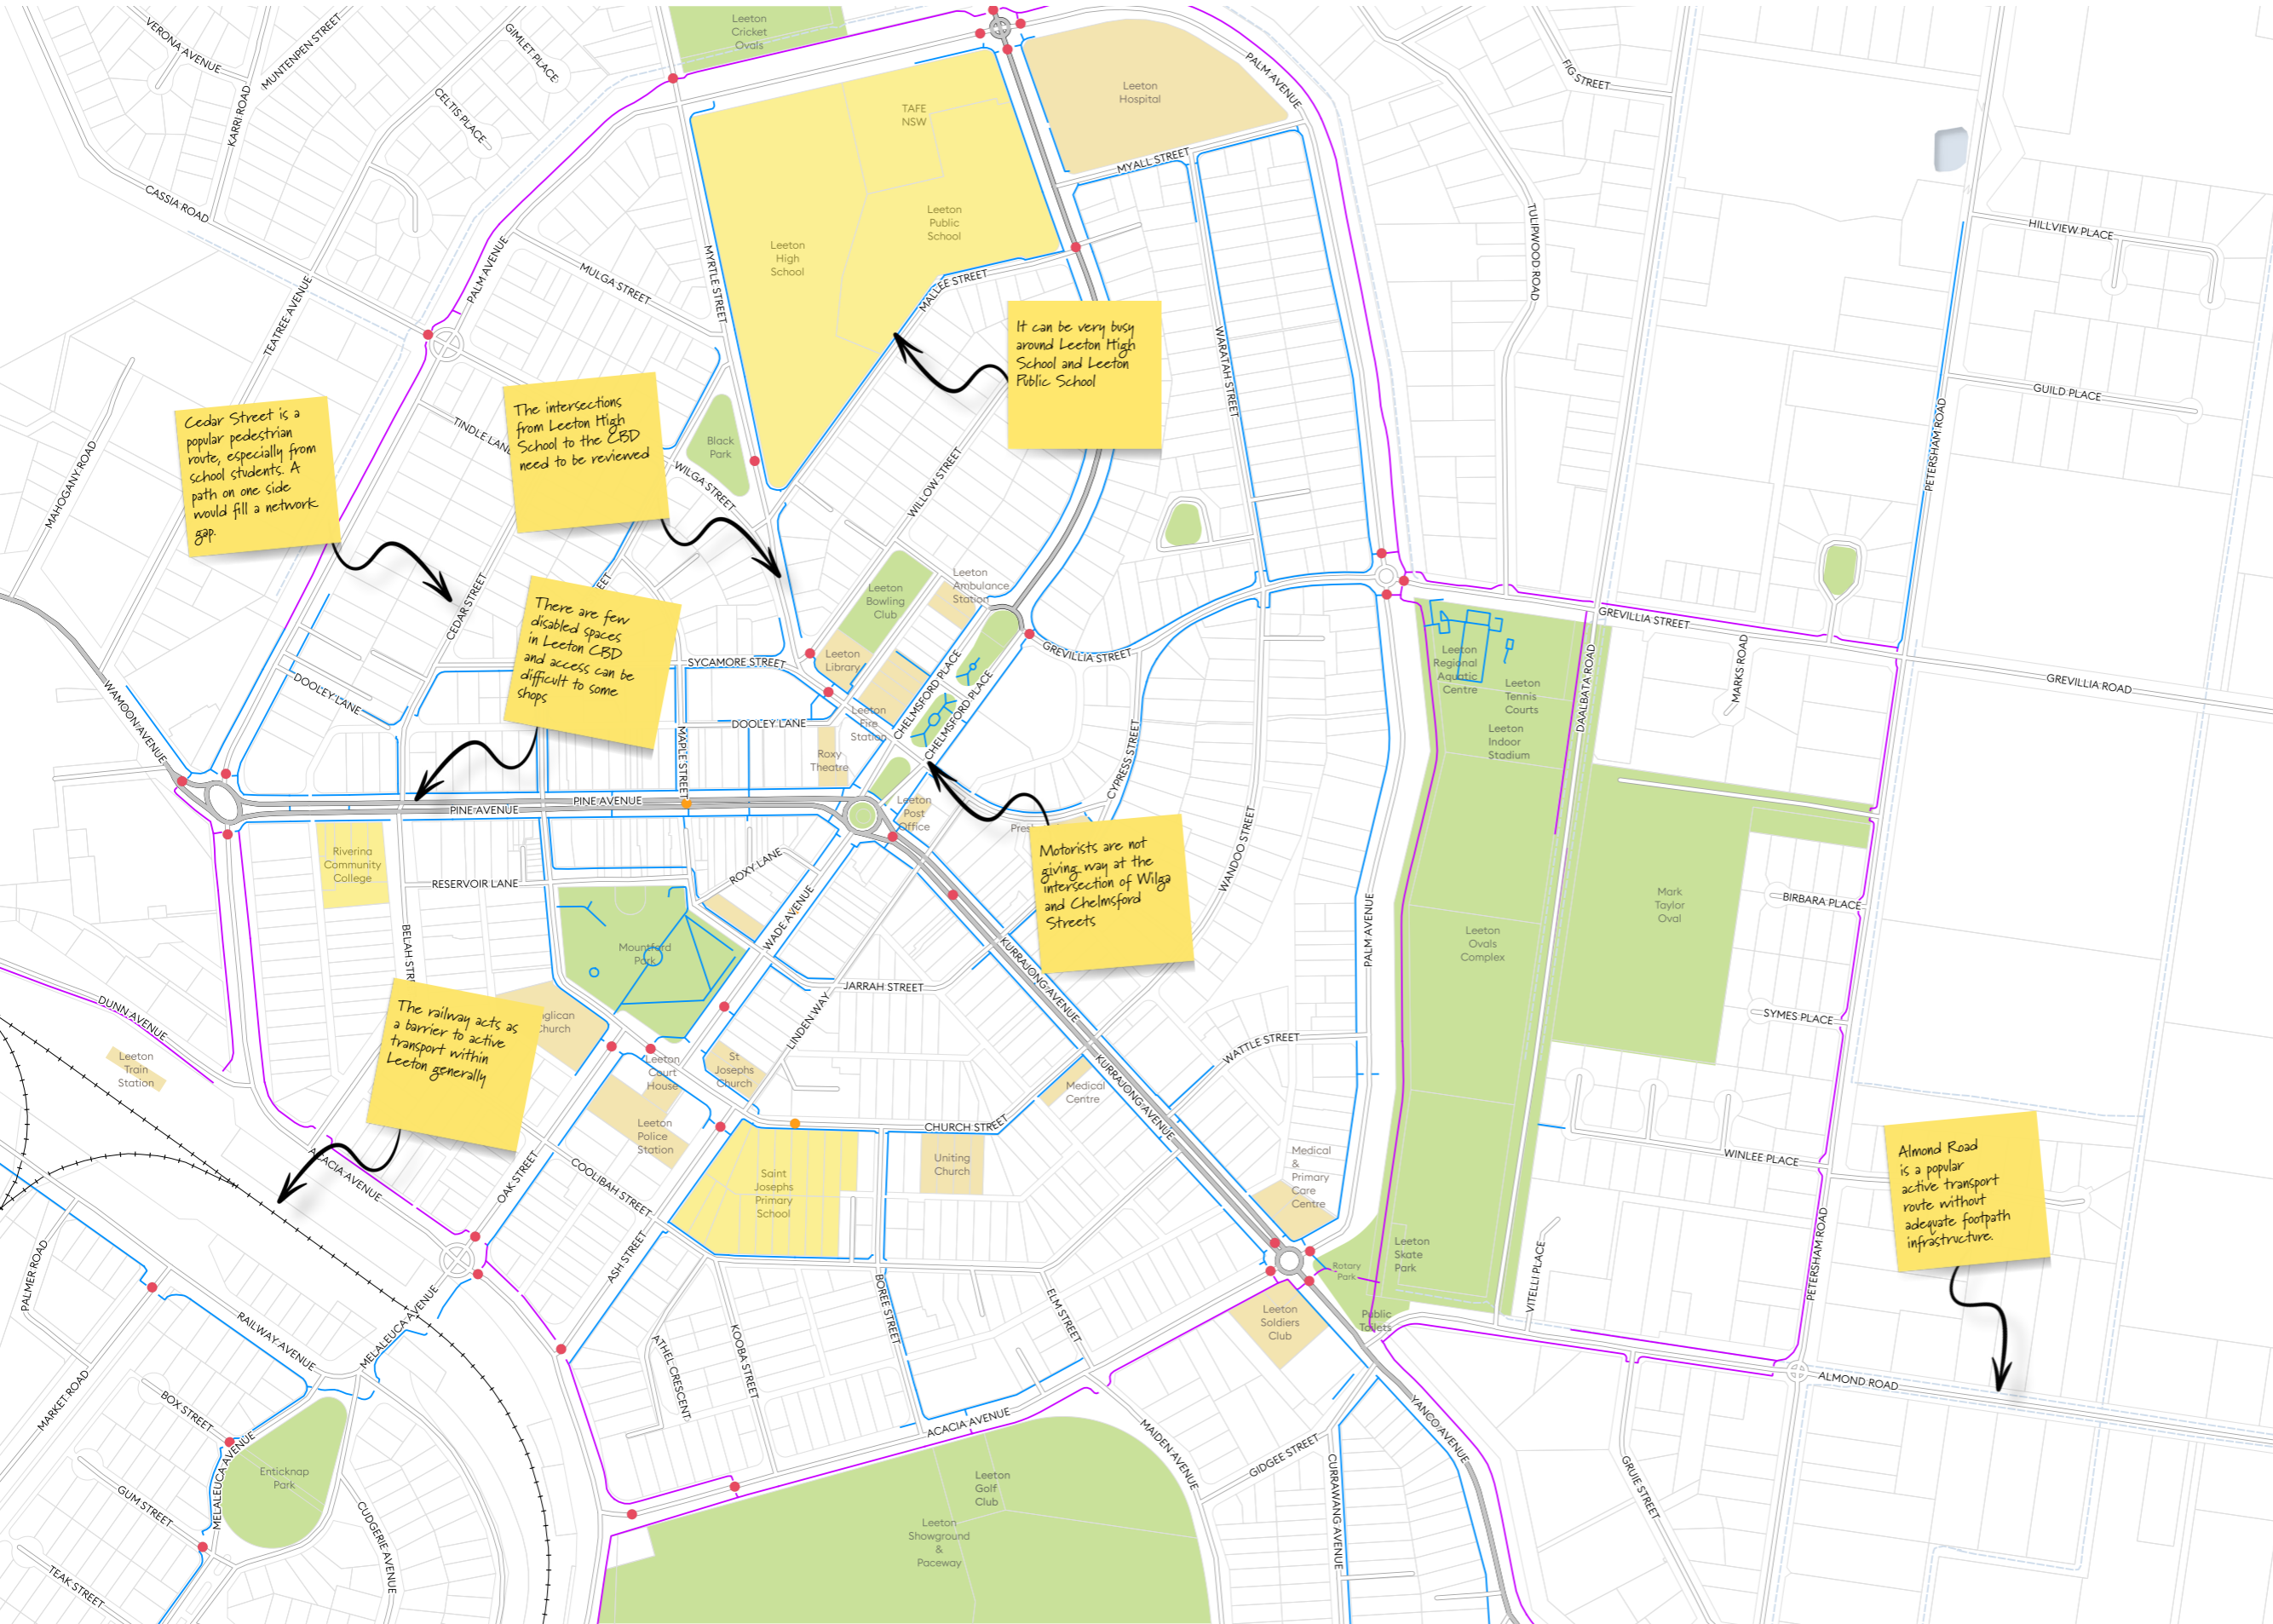 VERONA AVENUE
MUNTENPEN STREET
GIMLET PLACE
CELTIS PLACE
KARRI ROAD
CASSIA ROAD
Leeton
Cricket
Ovals
TAFE
NSW
Leeton
Hospital
PALM AVENUE
FIG STREET
MYALL STREET
Leeton
Public
School
Leeton
High
School
MYRTLE STREET
MULGA STREET
PALM AVENUE
TEATREE AVENUE
MALLEE STREET
WARATAH STREET
TULIPWOOD ROAD
HILLVIEW PLACE
GUILD PLACE
PETERSHAM ROAD
It can be very busy
around Leeton High
School and Leeton
Public School
The intersections
from Leeton High
School to the CBD
need to be reviewed
Cedar Street is a
popular pedestrian
route, especially from
school students. A
path on one side
would fill a network
gap.
MAHOGANY ROAD
TINDLE LANE
Black
Park
WILGA STREET
WILLOW STREET
CEDAR STREET
There are few
disabled spaces
in Leeton CBD
and access can be
difficult to some
shops
Leeton
Bowling
Club
Leeton
Ambulance
Station
Leeton
Library
SYCAMORE STREET
DOOLEY LANE
DOOLEY LANE
WAMOON AVENUE
MAPLE STREET
Leeton
Fire
Station
Roxy
Theatre
CHELMSFORD PLACE
CHELMSFORD PLACE
GREVILLIA STREET
GREVILLIA STREET
GREVILLIA ROAD
MARKS ROAD
DAALBATA ROAD
Leeton
Regional
Aquatic
Centre
Leeton
Tennis
Courts
Leeton
Indoor
Stadium
CYPRESS STREET
PINE AVENUE
PINE AVENUE
Leeton
Post
Office
Riverina
Community
College
RESERVOIR LANE
ROXY LANE
WADE AVENUE
WANDOO STREET
Motorists are not
giving way at the
intersection of Wilga
and Chelmsford
Streets
PALM AVENUE
Mark
Taylor
Oval
BIRBARA PLACE
Leeton
Ovals
Complex
Mountford
Park
KURRAJONG AVENUE
JARRAH STREET
LINDEN WAY
SYMES PLACE
DUNN AVENUE
Leeton
Train
Station
The railway acts as
a barrier to active
transport within
Leeton generally
Leeton
Court
House
St
Josephs
Church
WATTLE STREET
KURRAJONG AVENUE
Medical
Centre
CHURCH STREET
Leeton
Police
Station
Saint
Josephs
Primary
School
Uniting
Church
Medical
&
Primary
Care
Centre
WINLEE PLACE
Almond Road
is a popular
active transport
route without
adequate footpath
infrastructure.
ACACIA AVENUE
OAK STREET
COOLIBAH STREET
ASH STREET
PALMER ROAD
RAILWAY AVENUE
MELALEUCA AVENUE
BOREE STREET
ELM STREET
KOOBA STREET
ATHEL CRESCENT
Leeton
Skate
Park
Rotary
Park
Leeton
Soldiers
Club
Public
Toilets
VITELLI PLACE
PETERSHAM ROAD
ALMOND ROAD
MARKET ROAD
BOX STREET
MELALEUCA AVENUE
GUM STREET
Enticknap
Park
CUDGERIE AVENUE
TEAK STREET
ACACIA AVENUE
MAIDEN AVENUE
GIDGEE STREET
YANCO AVENUE
CURRAWANG AVENUE
GRUIE STREET
Leeton
Golf
Club
Leeton
Showground
&
Paceway